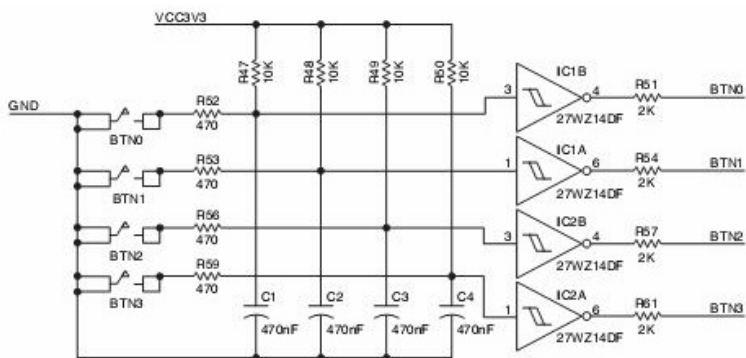 VCC3V3
R47
10K
R48
10K
R49
10K
R50
10K
IC1B
3
4
R51
2K
BTN0
27WZ14DF
GND
R52
470
BTN0
IC1A
1
6
R54
2K
BTN1
27WZ14DF
R53
470
BTN1
IC2B
3
4
R57
2K
BTN2
27WZ14DF
R56
470
BTN2
IC2A
1
6
R61
2K
BTN3
27WZ14DF
R59
470
BTN3
C1
470nF
C2
470nF
C3
470nF
C4
470nF